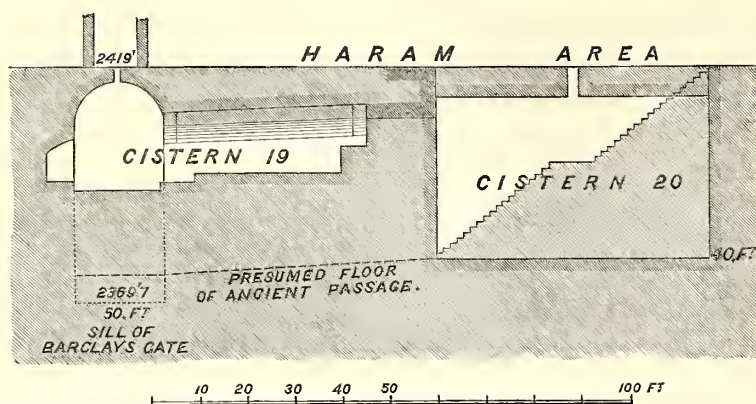 HARAM AREA
2419'
CISTERN 19
CISTERN 20
40.FT
PRESUMED FLOOR
OF ANCIENT PASSAGE.
2369'7
50.FT
SILL OF
BARCLAYS GATE
10 20 30 40 50 100 FT